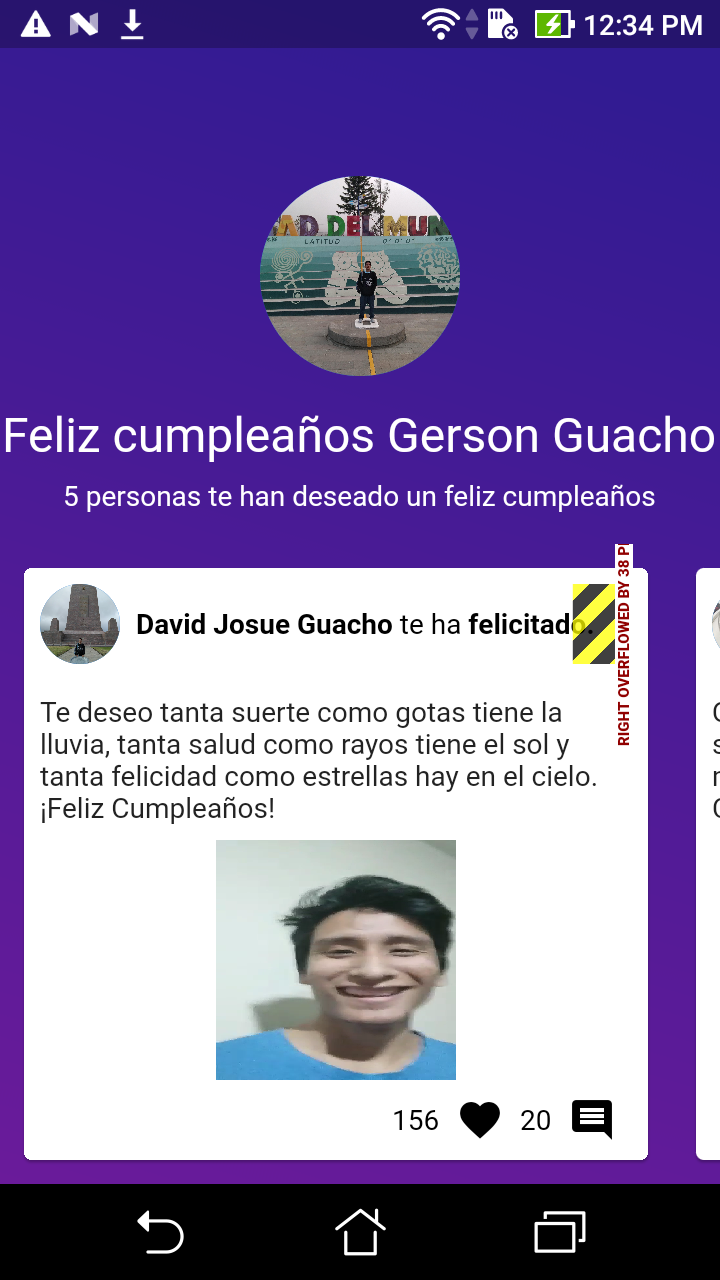 12:34 PM
AD DEL MUN
LATITUD 0° 0' 0"
Feliz cumpleaños Gerson Guacho
5 personas te han deseado un feliz cumpleaños
RIGHT OVERFLOWED BY 38 P
David Josue Guacho te ha felicitado.
Te deseo tanta suerte como gotas tiene la
lluvia, tanta salud como rayos tiene el sol y
tanta felicidad como estrellas hay en el cielo.
¡Feliz Cumpleaños!
156 20